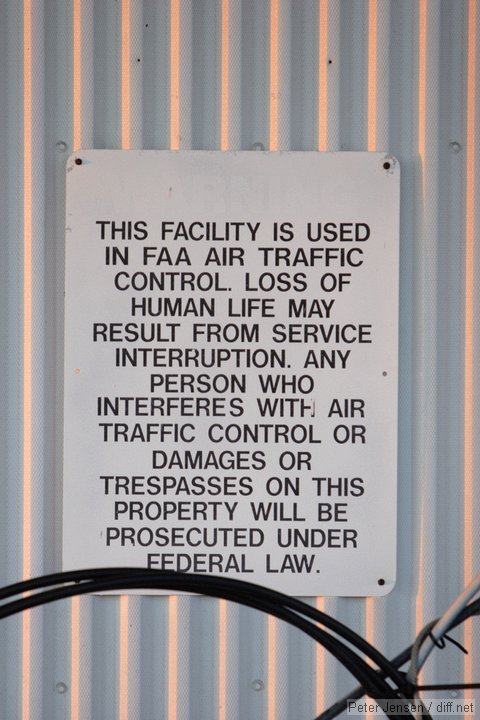 WARNING
THIS FACILITY IS USED
IN FAA AIR TRAFFIC
CONTROL. LOSS OF
HUMAN LIFE MAY
RESULT FROM SERVICE
INTERRUPTION. ANY
PERSON WHO
INTERFERES WITH AIR
TRAFFIC CONTROL OR
DAMAGES OR
TRESPASSES ON THIS
PROPERTY WILL BE
PROSECUTED UNDER
FEDERAL LAW.
Peter Jensen / diff.net